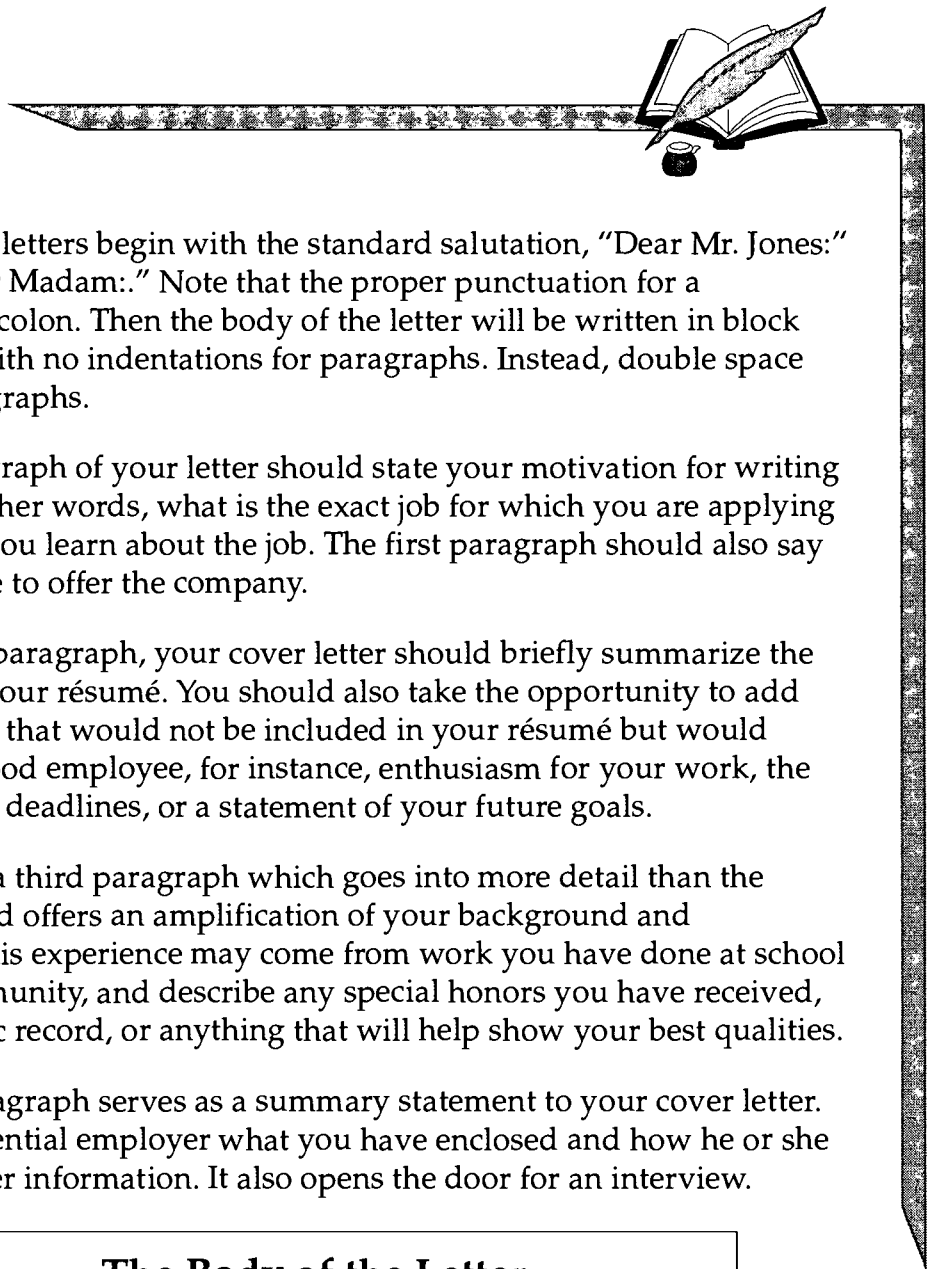 letters begin with the standard salutation, "Dear Mr. Jones:"
Madam:." Note that the proper punctuation for a
colon. Then the body of the letter will be written in block
ith no indentations for paragraphs. Instead, double space
graphs.
raph of your letter should state your motivation for writing
her words, what is the exact job for which you are applying
ou learn about the job. The first paragraph should also say
e to offer the company.
paragraph, your cover letter should briefly summarize the
our résumé. You should also take the opportunity to add
that would not be included in your résumé but would
od employee, for instance, enthusiasm for your work, the
deadlines, or a statement of your future goals.
a third paragraph which goes into more detail than the
d offers an amplification of your background and
is experience may come from work you have done at school
munity, and describe any special honors you have received,
c record, or anything that will help show your best qualities.
agraph serves as a summary statement to your cover letter.
ential employer what you have enclosed and how he or she
er information. It also opens the door for an interview.
The Body of the Letter